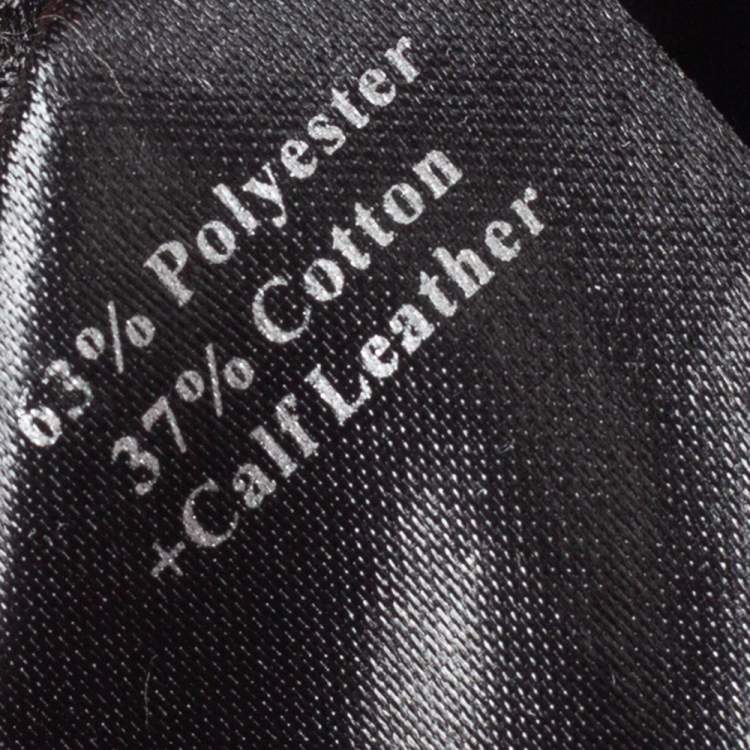 63% Polyester
37% Cotton
+Calf Leather